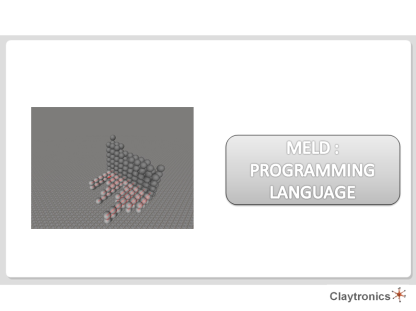 MELD :
PROGRAMMING
LANGUAGE
Claytronics